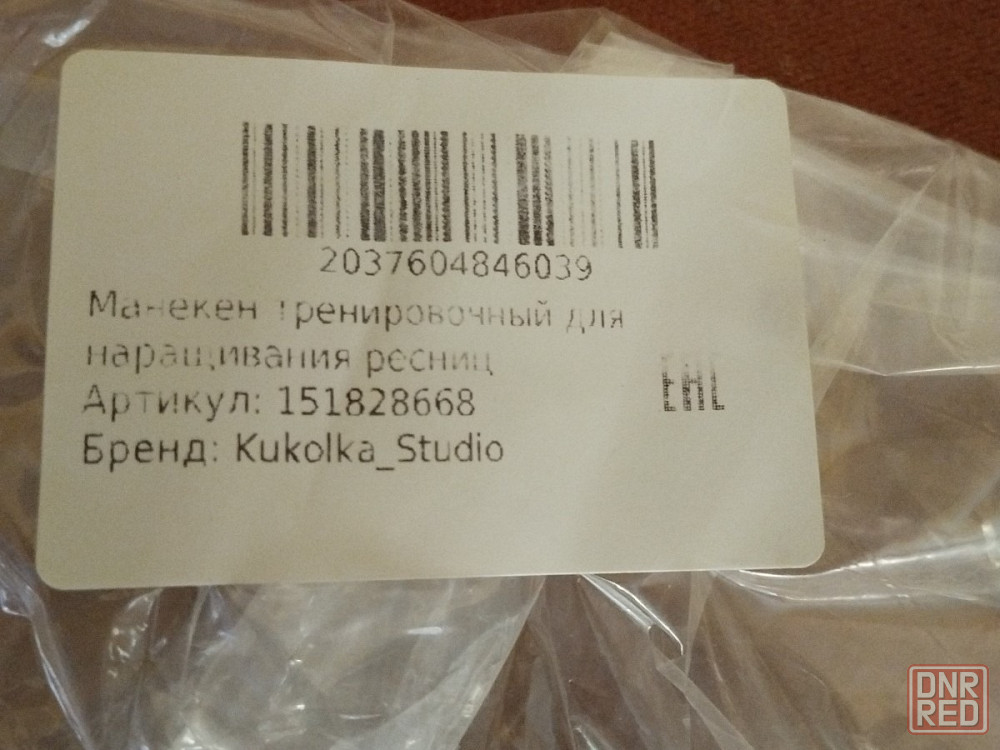 2037604846039
Манекен тренировочный для
наращивания ресниц
Артикул: 151828668
EAC
Бренд: Kukolka_Studio
DNR
RED